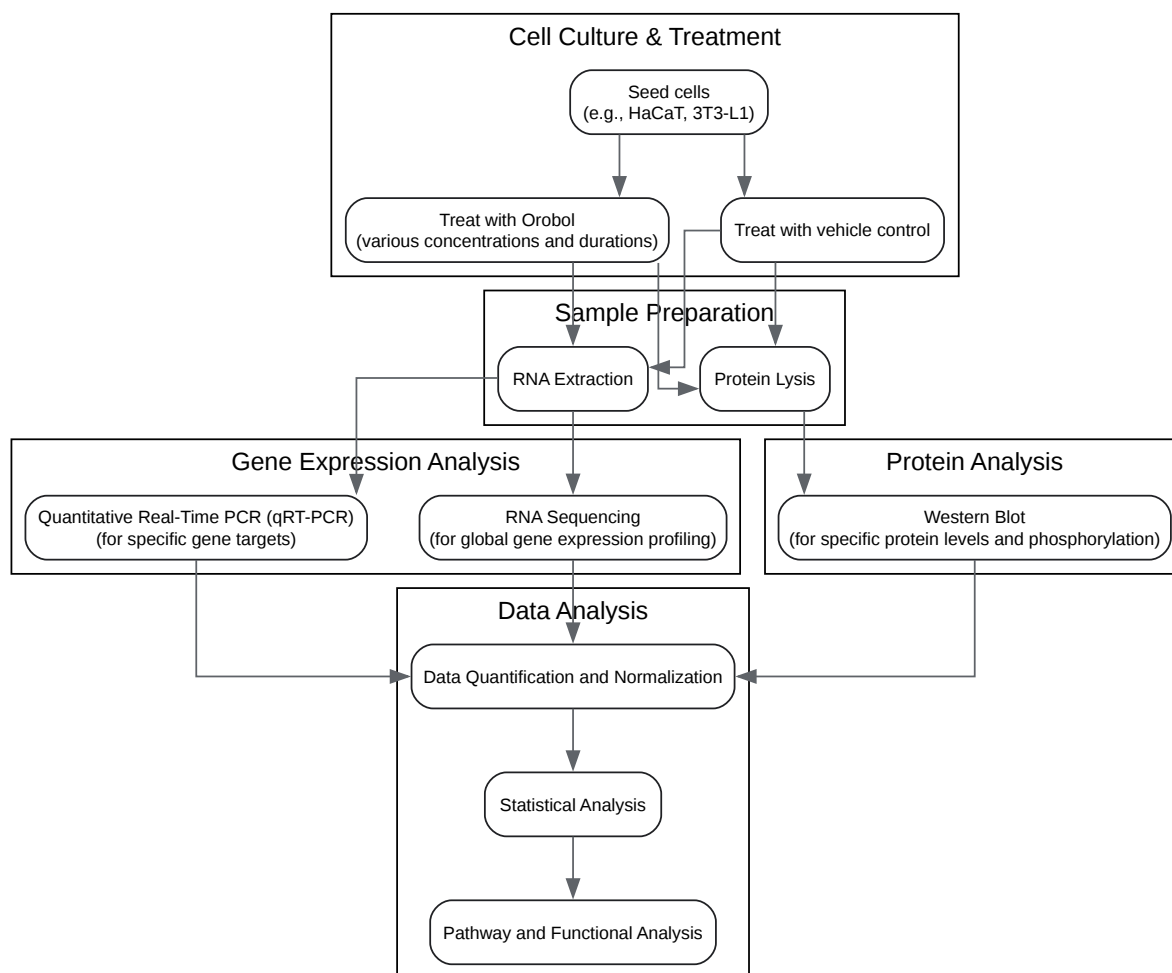 Cell Culture & Treatment
Seed cells
(e.g., HaCaT, 3T3-L1)
Treat with Orobol
(various concentrations and durations)
Treat with vehicle control
Sample Preparation
RNA Extraction
Protein Lysis
Gene Expression Analysis
Protein Analysis
Quantitative Real-Time PCR (qRT-PCR)
(for specific gene targets)
RNA Sequencing
(for global gene expression profiling)
Western Blot
(for specific protein levels and phosphorylation)
Data Analysis
Data Quantification and Normalization
Statistical Analysis
Pathway and Functional Analysis